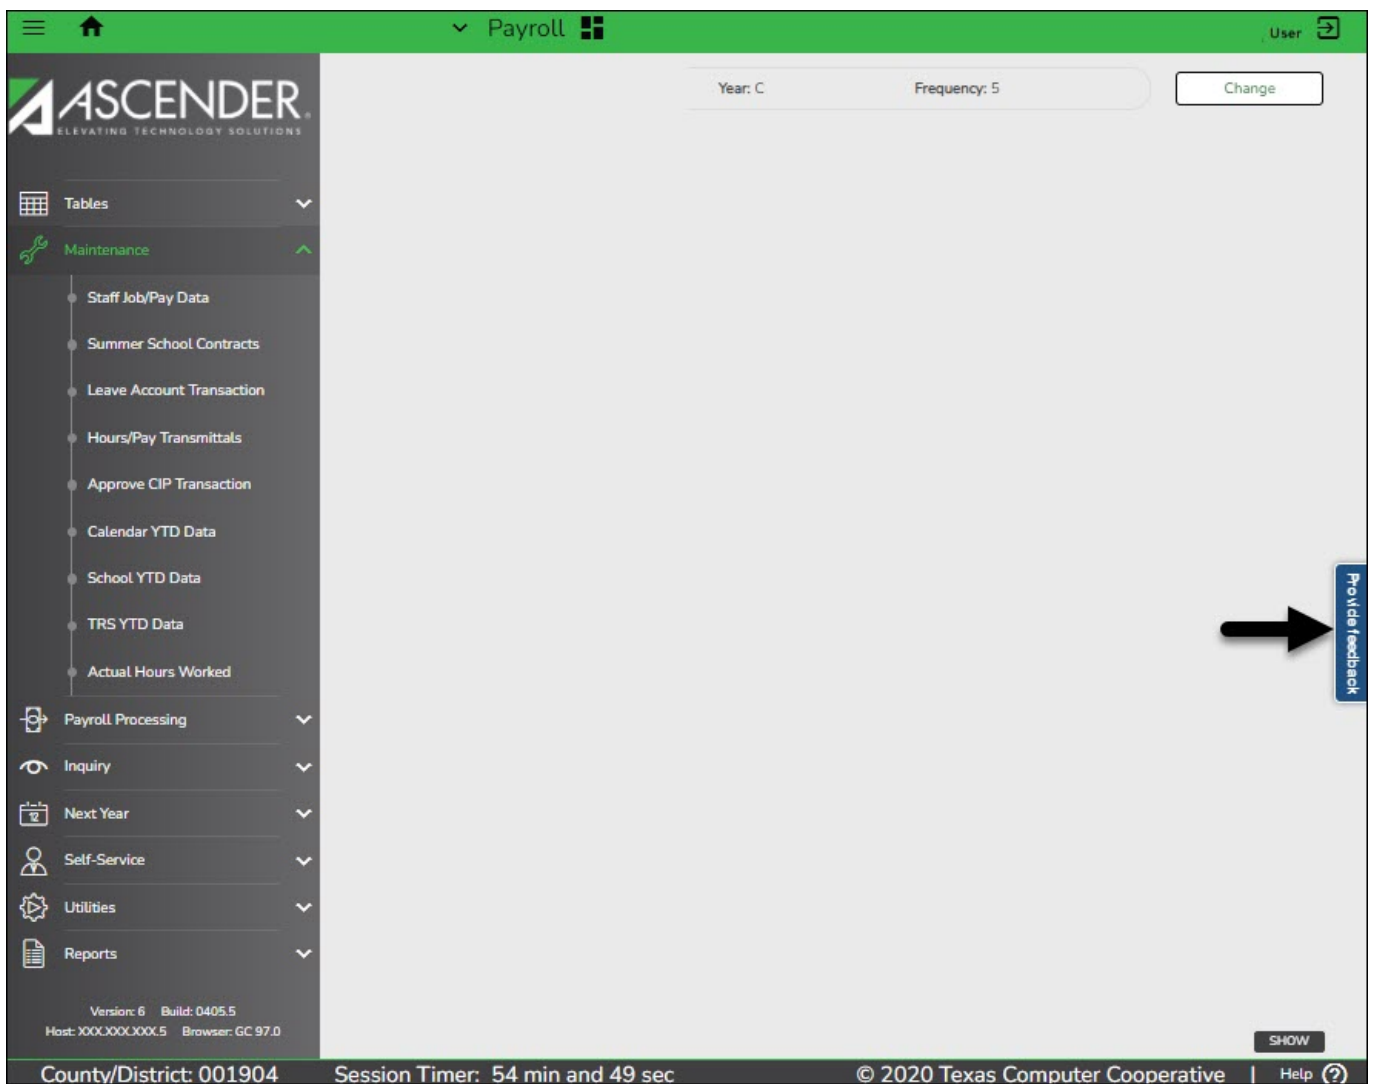 Payroll
User
ASCENDER
ELEVATING TECHNOLOGY SOLUTIONS
Year: C Frequency: 5 Change
Tables
Maintenance
Staff Job/Pay Data
Summer School Contracts
Leave Account Transaction
Hours/Pay Transmittals
Approve CIP Transaction
Calendar YTD Data
School YTD Data
TRS YTD Data
Actual Hours Worked
Payroll Processing
Inquiry
12
Next Year
Self-Service
Utilities
Reports
Provide feedback
Version: 6 Build: 0405.5
Host: XXX.XXX.XXX.5 Browser: GC 97.0
SHOW
County/District: 001904 Session Timer: 54 min and 49 sec © 2020 Texas Computer Cooperative | Help ?